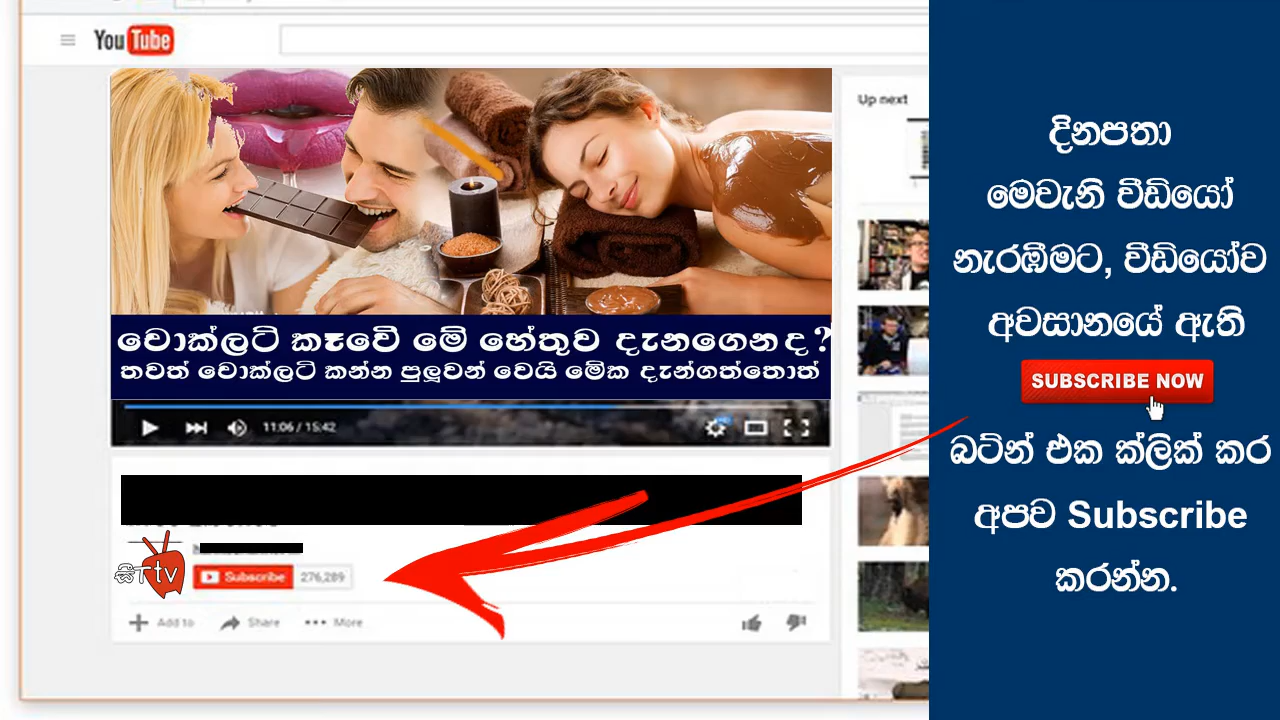 YouTube
Up next
චොක්ලට් කෑවේ මේ හේතුව දැනගෙනද?
තවත් චොක්ලට් කන්න පුලුවන් වෙයි මේක දැන්ගත්තොත්
11:06 / 15:42
සීරි tv
Subscribe 276,289
Add to Share More
දිනපතා
මෙවැනි වීඩියෝ
නැරඹීමට, වීඩියෝව
අවසානයේ ඇති
SUBSCRIBE NOW
බටන් එක ක්ලික් කර
අපව Subscribe
කරන්න.